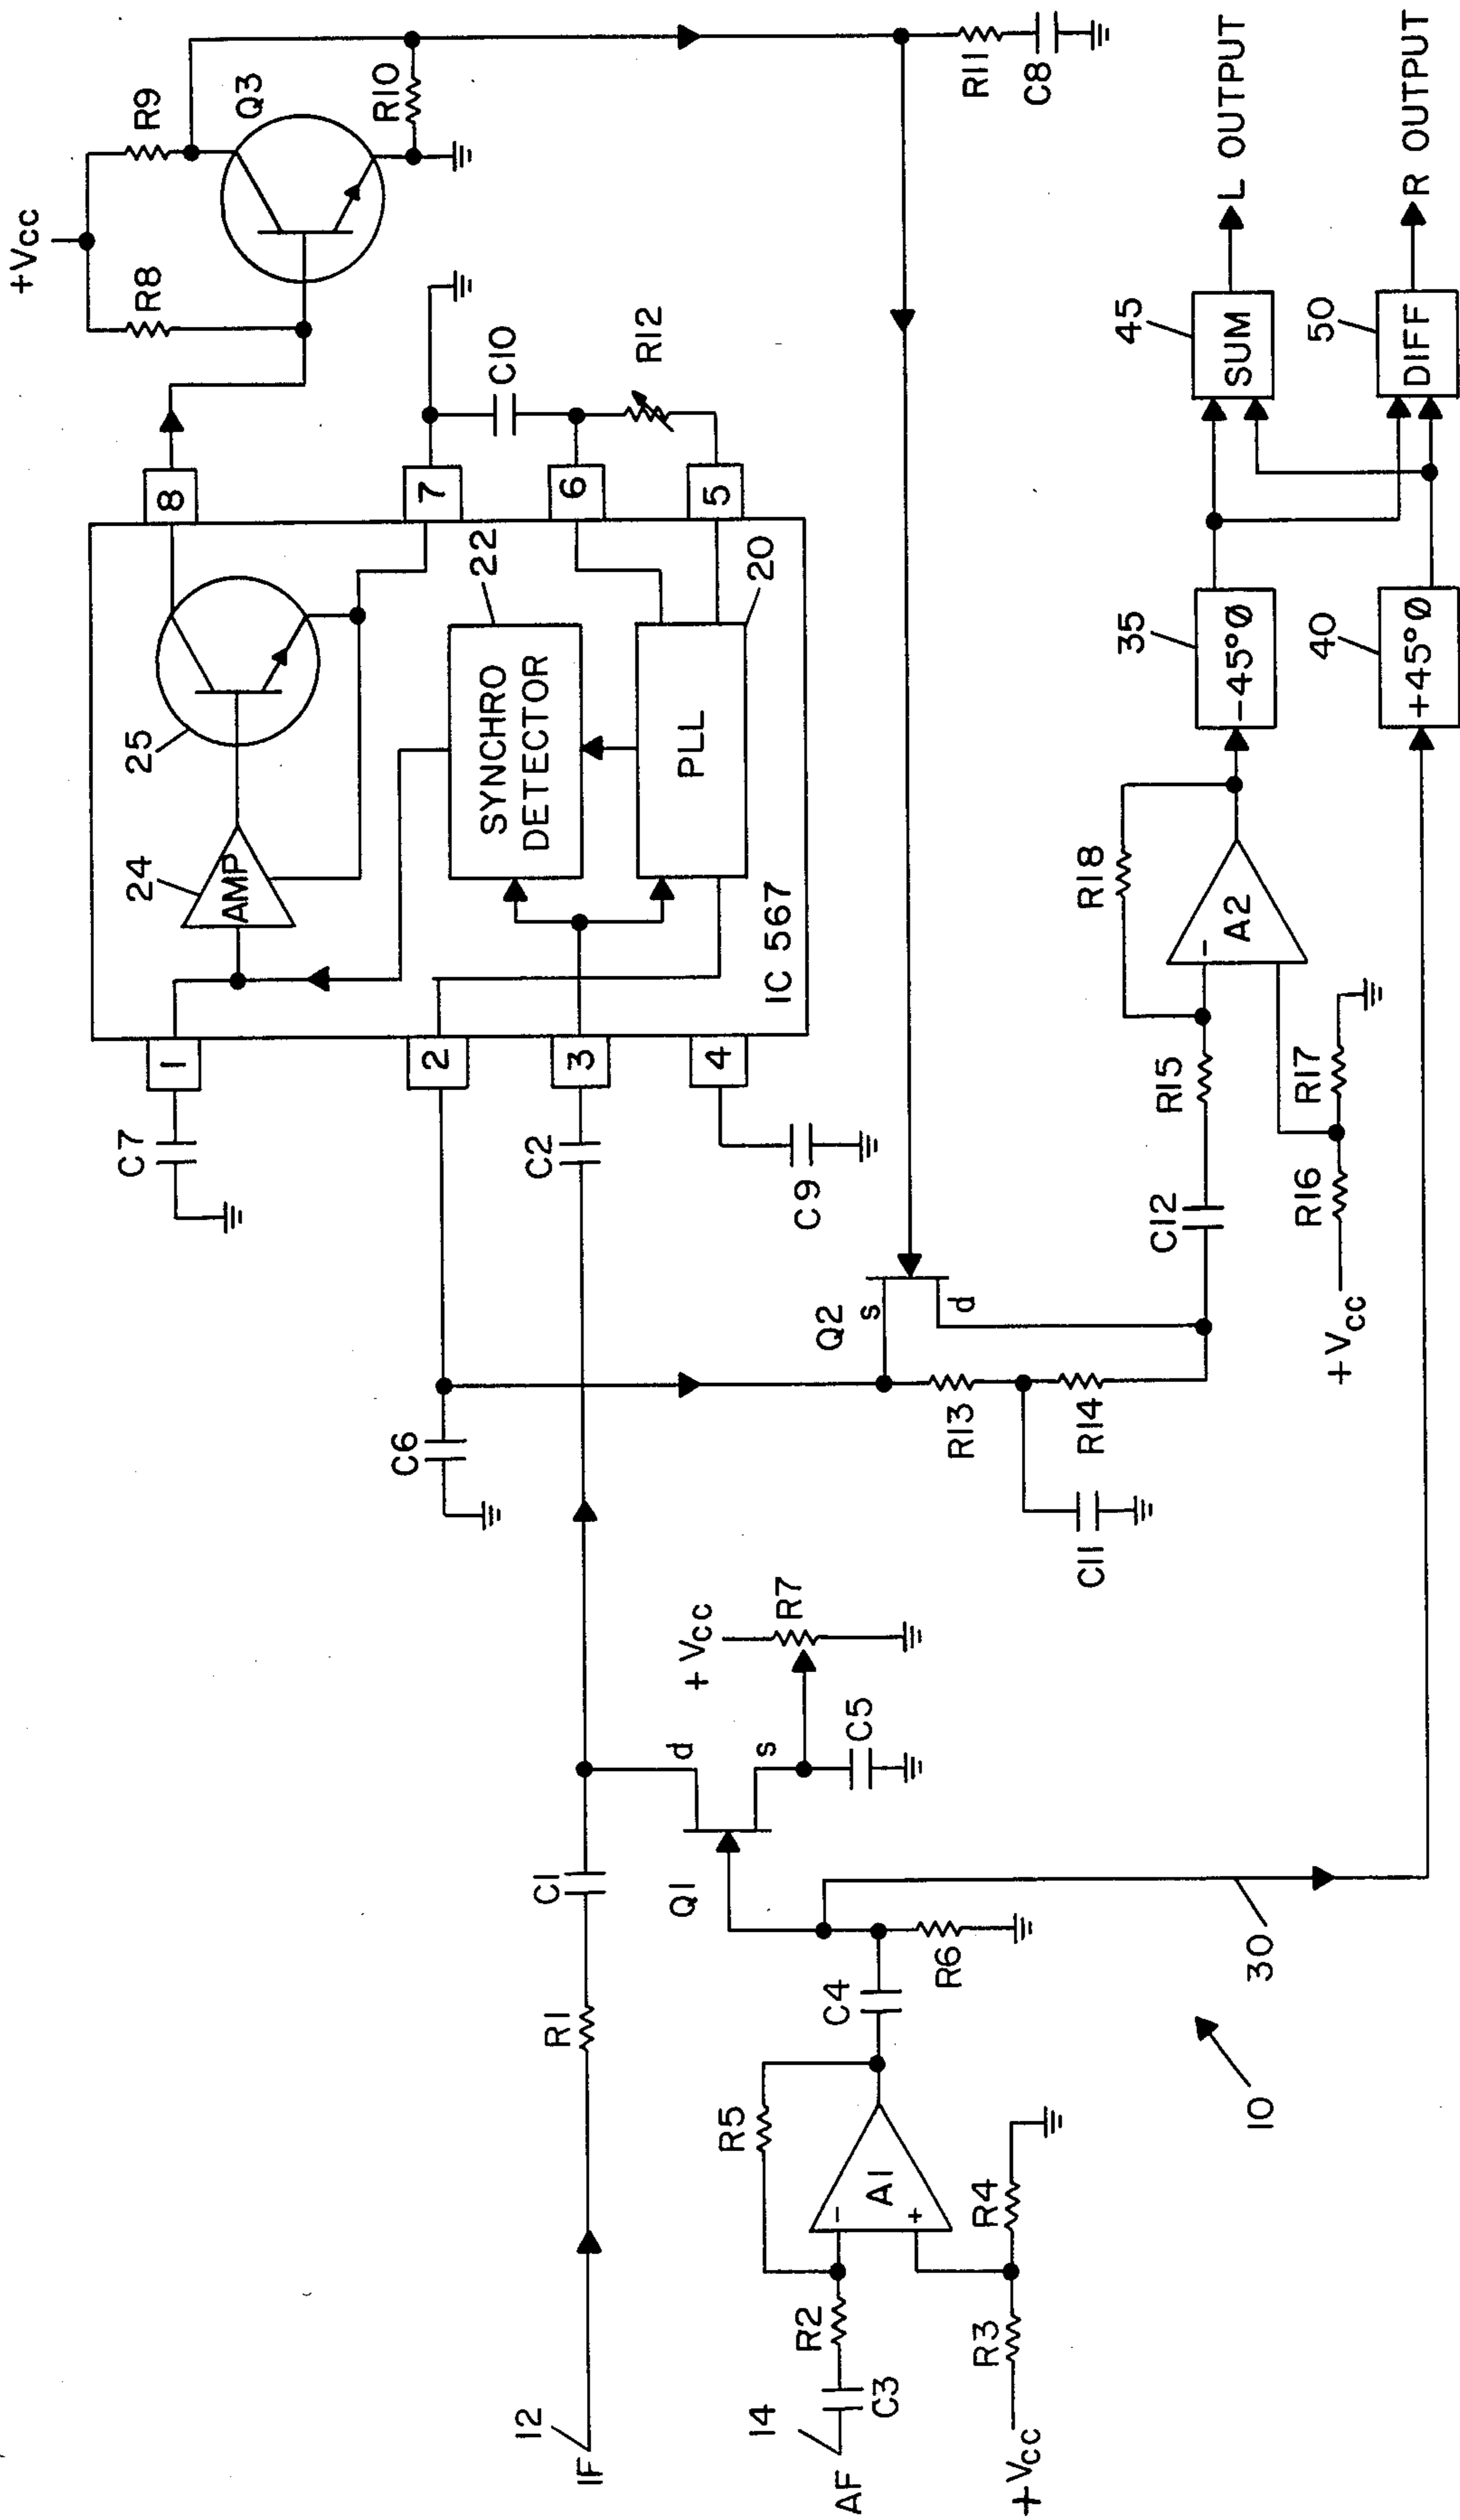 +Vcc
R8
R9
Q3
R10
R11
C8
8
7
6
5
C10
R12
25
24
AMP
22
SYNCHRO
DETECTOR
20
PLL
IC 567
1
2
3
4
C7
C2
C9
C6
Q2
s
d
R13
R14
C11
C12
R15
R18
-
A2
R16
R17
+Vcc
35
-45°Ø
40
+45°Ø
45
SUM
50
DIFF
L OUTPUT
R OUTPUT
12
IF
R1
C1
Q1
d
s
+Vcc
R7
C5
14
AF
C3
R2
R5
-
+
A1
R3
R4
+Vcc
C4
R6
30
10